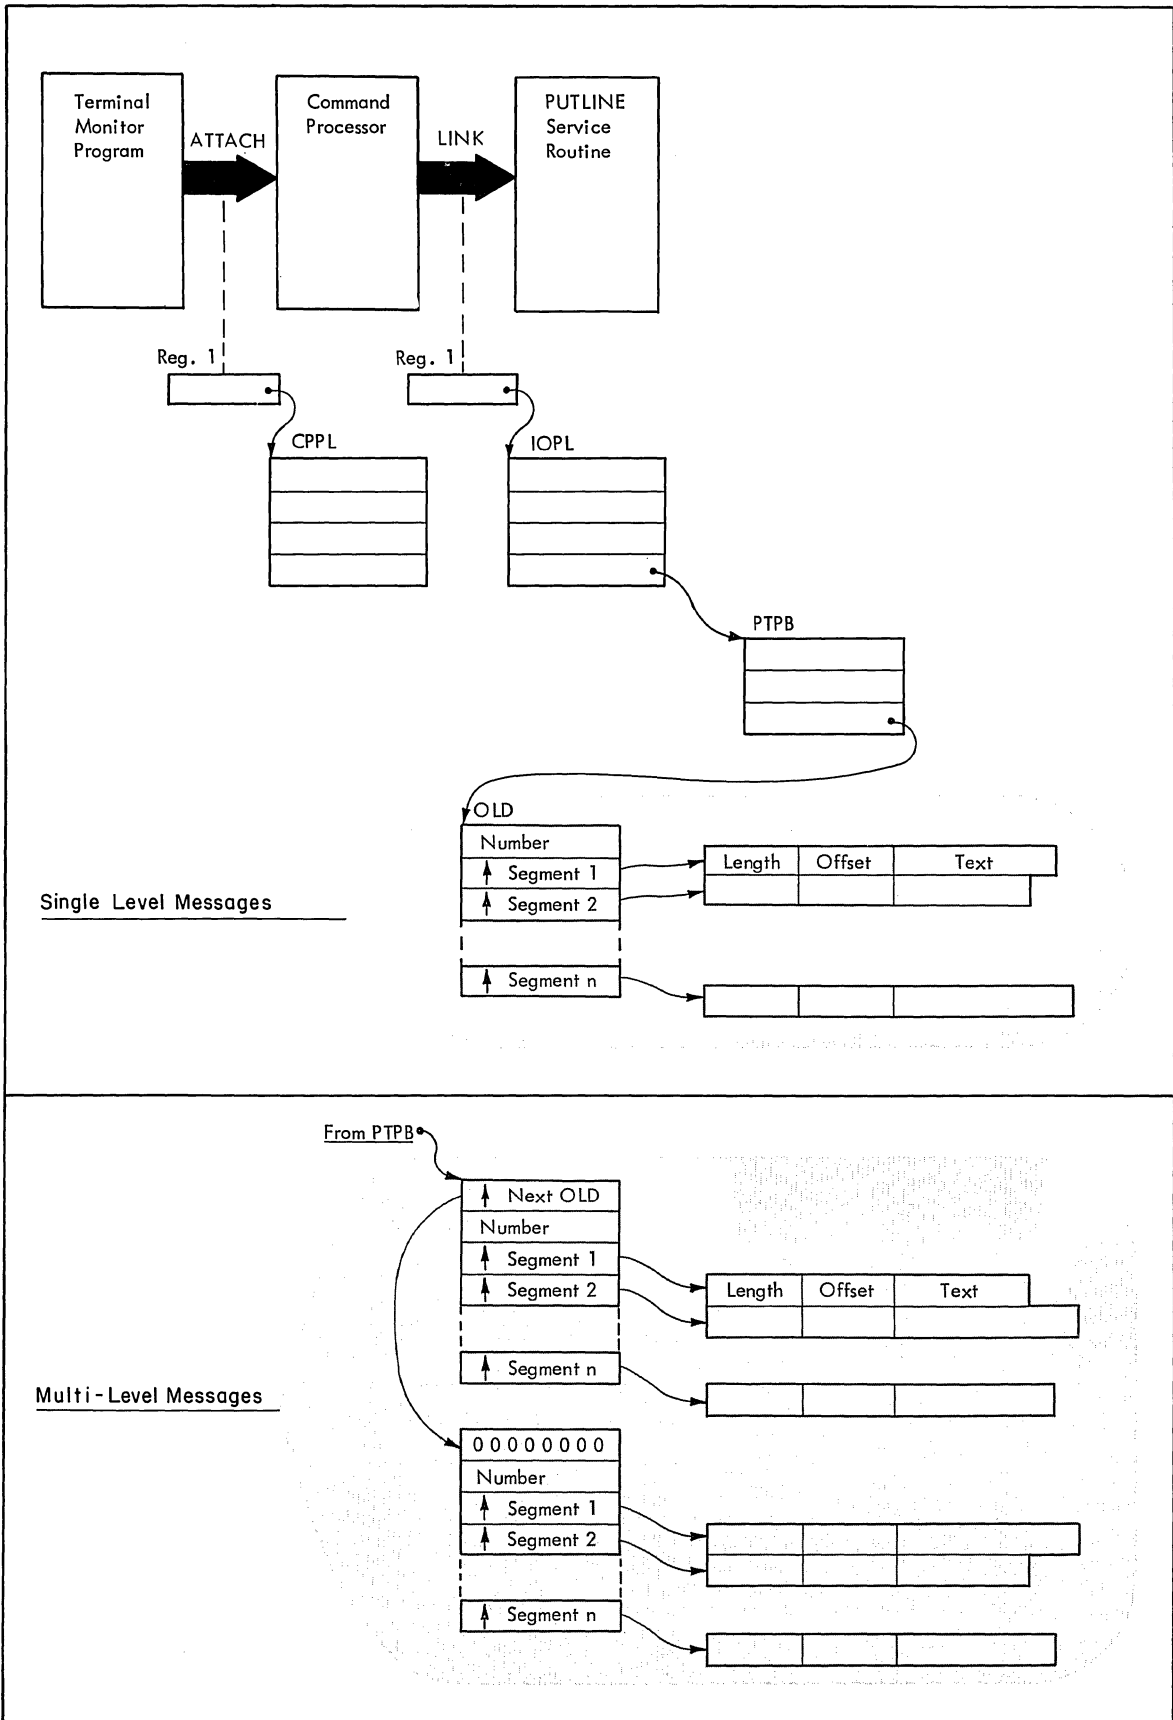 Terminal
Monitor
Program
ATTACH
Command
Processor
LINK
PUTLINE
Service
Routine
Reg. 1
Reg. 1
CPPL
IOPL
PTPB
OLD
Number
Segment 1
Segment 2
Segment n
Length Offset Text
Single Level Messages
From PTPB
Next OLD
Number
Segment 1
Segment 2
Segment n
Length Offset Text
Multi-Level Messages
00000000
Number
Segment 1
Segment 2
Segment n